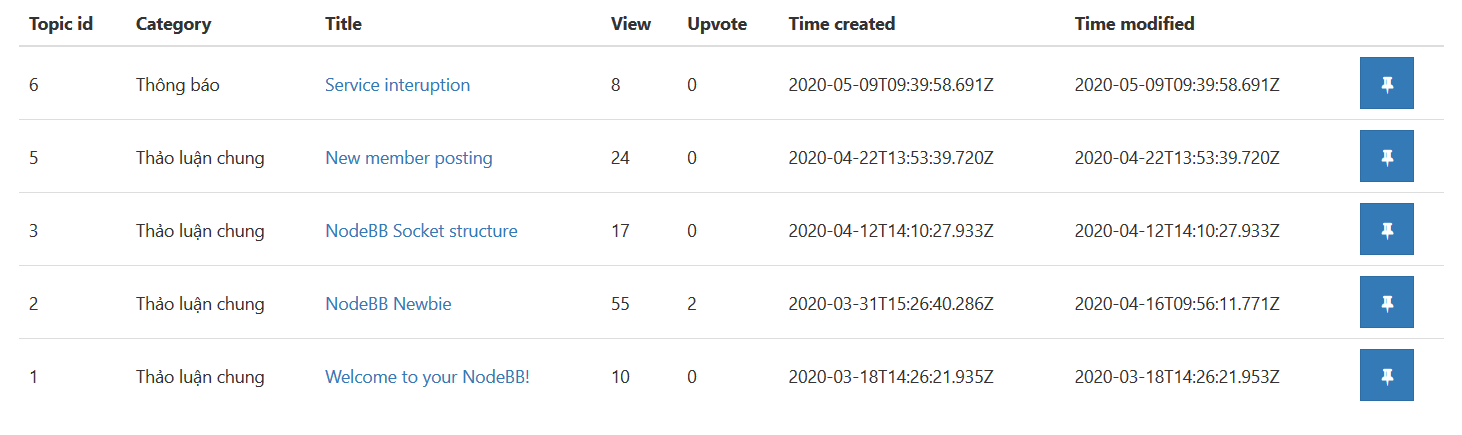 Topic id Category Title View Upvote Time created Time modified
6 Thông báo Service interuption 8 0 2020-05-09T09:39:58.691Z 2020-05-09T09:39:58.691Z
5 Thảo luận chung New member posting 24 0 2020-04-22T13:53:39.720Z 2020-04-22T13:53:39.720Z
3 Thảo luận chung NodeBB Socket structure 17 0 2020-04-12T14:10:27.933Z 2020-04-12T14:10:27.933Z
2 Thảo luận chung NodeBB Newbie 55 2 2020-03-31T15:26:40.286Z 2020-04-16T09:56:11.771Z
1 Thảo luận chung Welcome to your NodeBB! 10 0 2020-03-18T14:26:21.935Z 2020-03-18T14:26:21.953Z